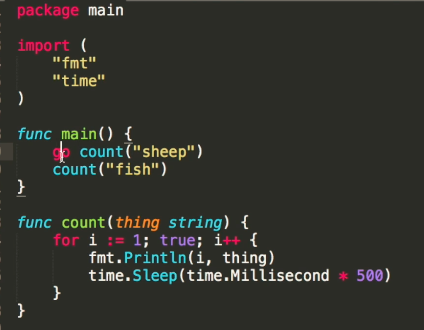 package main
import (
"fmt"
"time"
)
func main() {
go count("sheep")
count("fish")
}
func count(thing string) {
for i := 1; true; i++ {
fmt.Println(i, thing)
time.Sleep(time.Millisecond * 500)
}
}